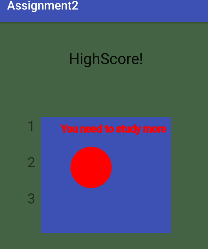 Assignment2
HighScore!
1
You need to study more
2
3